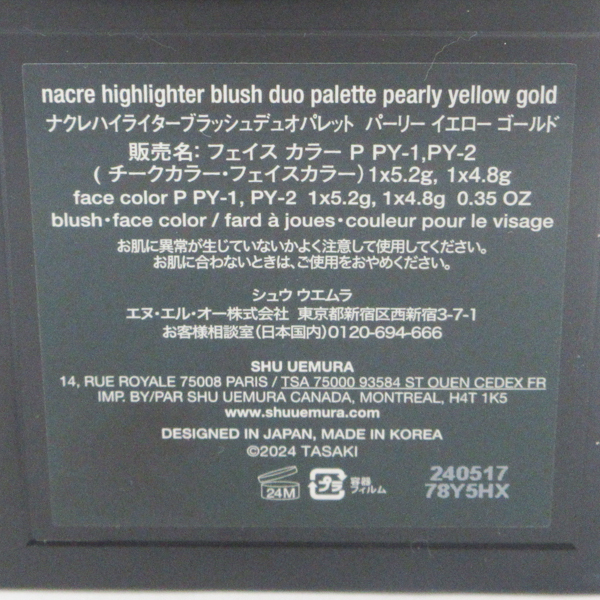 nacre highlighter blush duo palette pearly yellow gold
ナクレハイライターブラッシュデュオパレット パーリー イエロー ゴールド
販売名: フェイス カラー P PY-1,PY-2
( チークカラー・フェイスカラー) 1x5.2g, 1x4.8g
face color P PY-1, PY-2 1x5.2g, 1x4.8g 0.35 OZ
blush・face color / fard à joues・couleur pour le visage
お肌に異常が生じていないかよく注意して使用してください。
お肌に合わないときは、ご使用をおやめください。
シュウ ウエムラ
エヌ・エル・オー株式会社 東京都新宿区西新宿3-7-1
お客様相談室(日本国内)0120-694-666
SHU UEMURA
14, RUE ROYALE 75008 PARIS / TSA 75000 93584 ST OUEN CEDEX FR
IMP. BY/PAR SHU UEMURA CANADA, MONTREAL, H4T 1K5
www.shuuemura.com
DESIGNED IN JAPAN, MADE IN KOREA
©2024 TASAKI
24M プラ 容器
フィルム
240517
78Y5HX